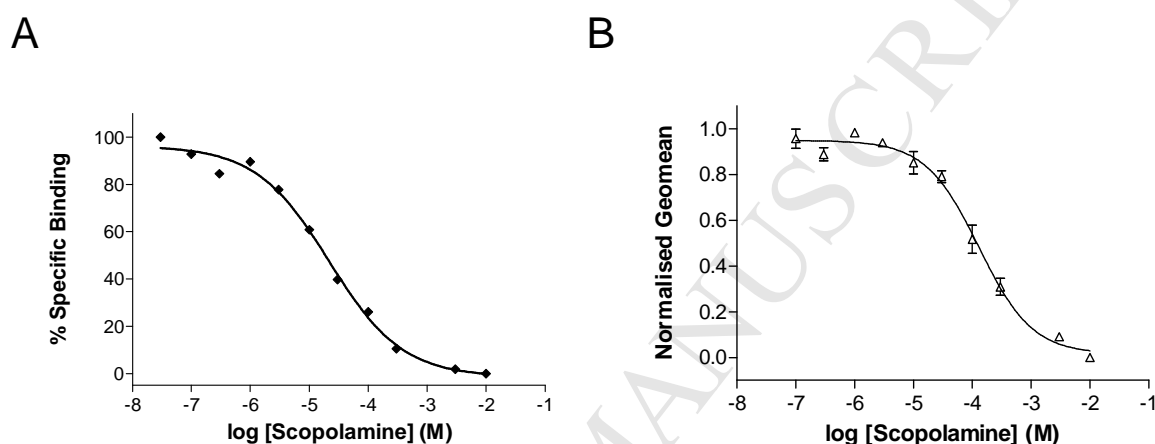 A
B
% Specific Binding
100
80
60
40
20
0
-8 -7 -6 -5 -4 -3 -2 -1
log [Scopolamine] (M)
Normalised Geomean
1.0
0.8
0.6
0.4
0.2
0.0
-8 -7 -6 -5 -4 -3 -2 -1
log [Scopolamine] (M)
MANUSCRI